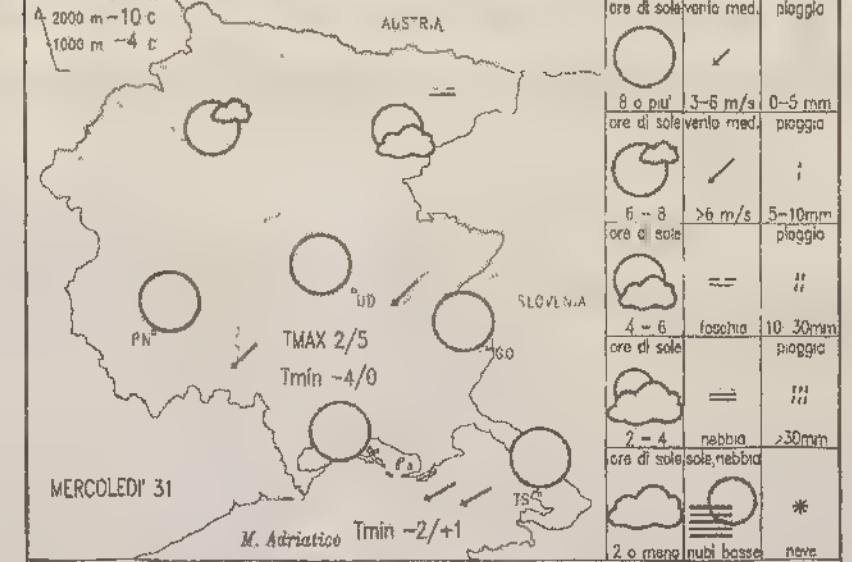 2000 m -10 C
1000 m -4 C
AUSTRIA
SLOVENIA
UD
PN
GO
TMAX 2/5
Tmin -4/0
TS
MERCOLEDI' 31
M. Adriatico
Tmin -2/+1
ore di sole vento med. pioggia
8 o piu' 3-6 m/s 0-5 mm
ore di sole vento med. pioggia
6 - 8 >6 m/s 5-10mm
ore di sole pioggia
4 - 6 foschia 10-30mm
ore di sole pioggia
2 - 4 nebbia >30mm
ore di sole sole,nebbia
2 o meno nubi basse neve